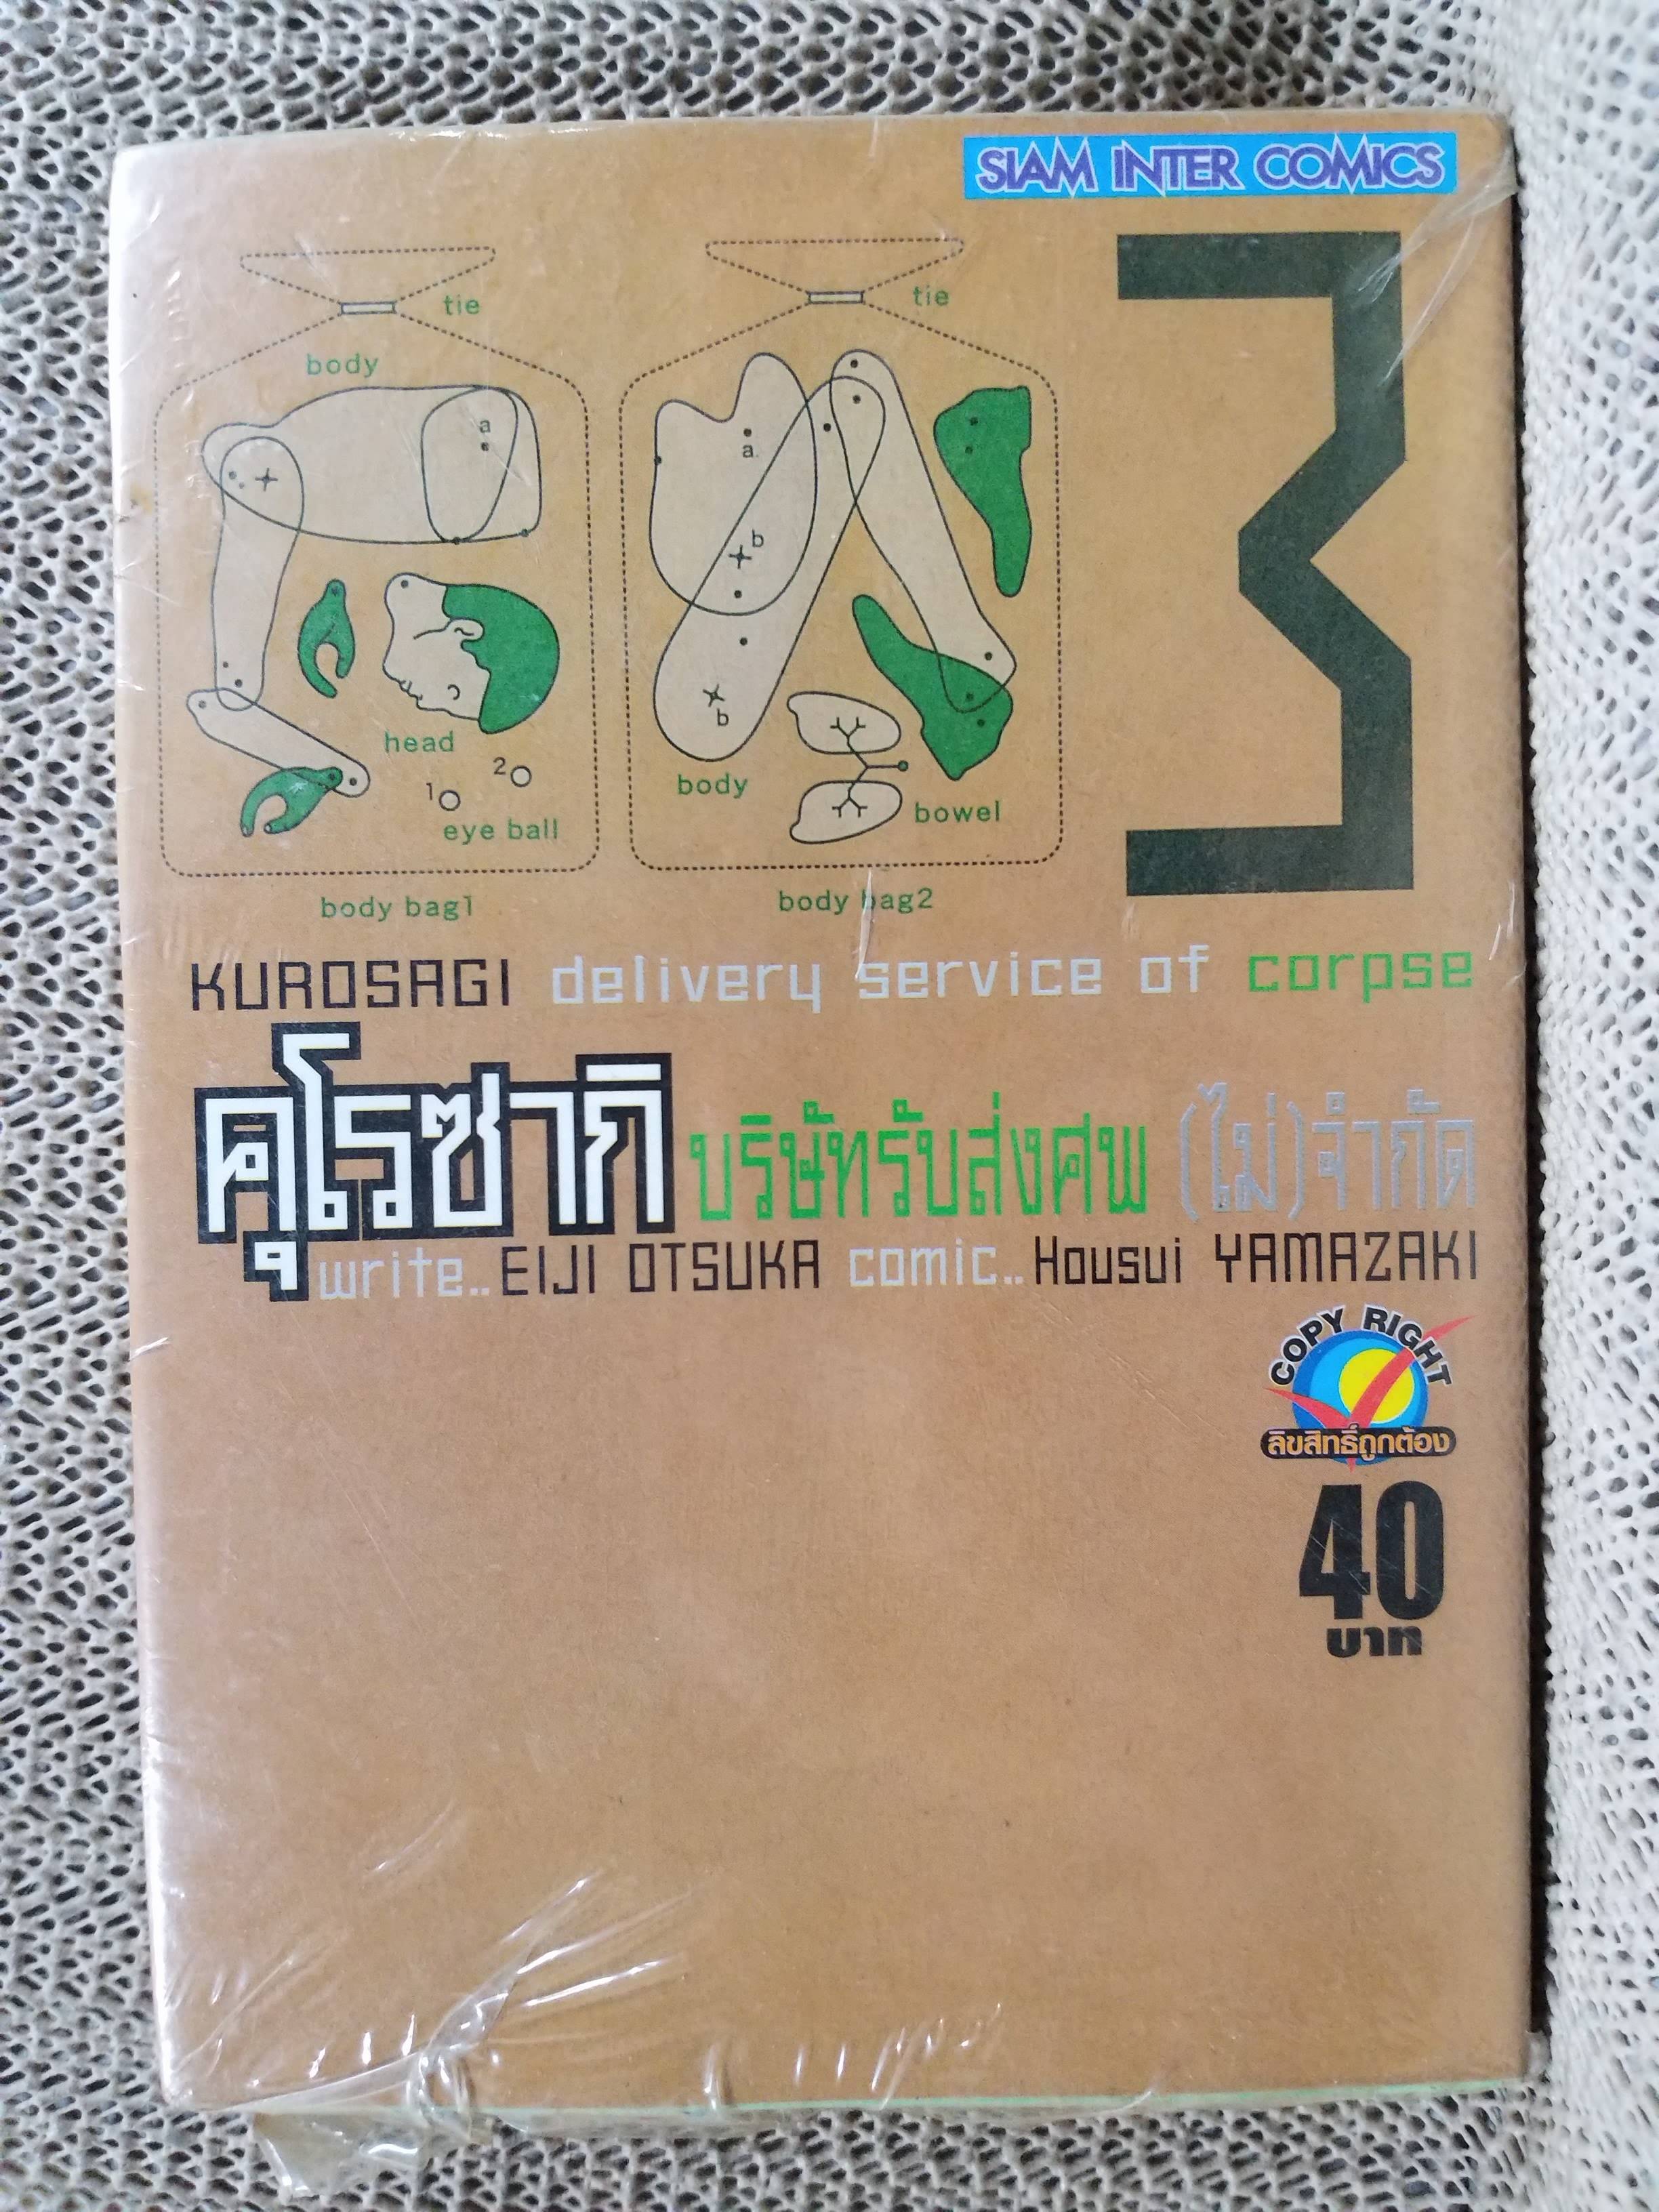 SIAM INTER COMICS
3
tie
tie
body
a
a.
b
b
head
1
2
eye ball
body
bowel
body bag1
body bag2
KUROSAGI delivery service of corpse
คุโรซากิ บริษัทรับส่งศพ (ไม่)จำกัด
write.. EIJI OTSUKA comic.. Housui YAMAZAKI
COPY RIGHT
ลิขสิทธิ์ถูกต้อง
40
บาท